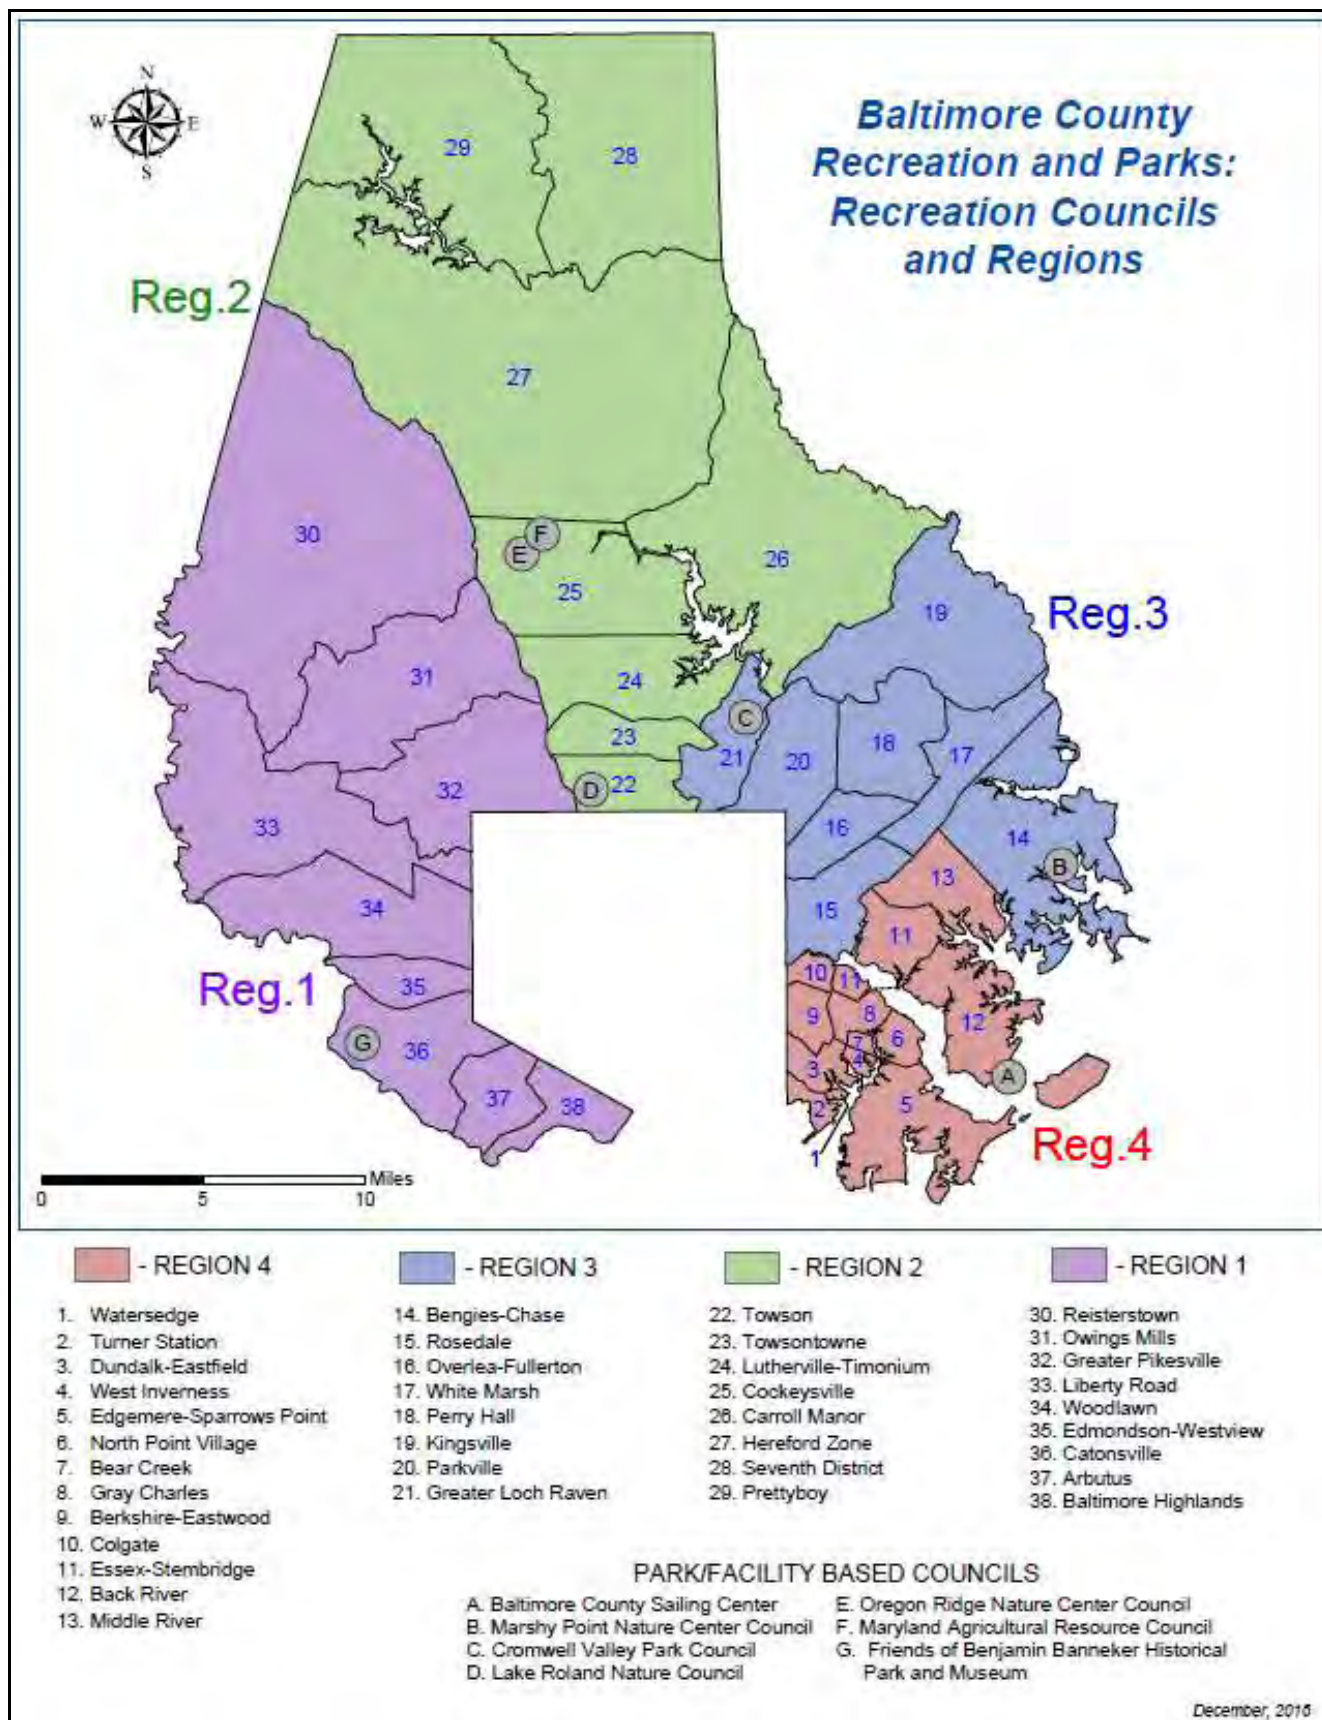 N
W E
S
Baltimore County
Recreation and Parks:
Recreation Councils
and Regions
29
28
Reg.2
27
30
F
E
25
26
19
Reg.3
31
24
C
23
21
20
18
17
32
D
22
33
16
14
B
13
34
15
11
Reg.1
35
10
11
9
8
12
G
36
7
6
4
3
A
37
38
2
5
1
Reg.4
Miles
0 5 10
- REGION 4
1. Watersedge
2. Turner Station
3. Dundalk-Eastfield
4. West Inverness
5. Edgemere-Sparrows Point
6. North Point Village
7. Bear Creek
8. Gray Charles
9. Berkshire-Eastwood
10. Colgate
11. Essex-Stembridge
12. Back River
13. Middle River
- REGION 3
14. Bengies-Chase
15. Rosedale
16. Overlea-Fullerton
17. White Marsh
18. Perry Hall
19. Kingsville
20. Parkville
21. Greater Loch Raven
- REGION 2
22. Towson
23. Towsontowne
24. Lutherville-Timonium
25. Cockeysville
26. Carroll Manor
27. Hereford Zone
28. Seventh District
29. Prettyboy
- REGION 1
30. Reisterstown
31. Owings Mills
32. Greater Pikesville
33. Liberty Road
34. Woodlawn
35. Edmondson-Westview
36. Catonsville
37. Arbutus
38. Baltimore Highlands
PARK/FACILITY BASED COUNCILS
A. Baltimore County Sailing Center
B. Marshy Point Nature Center Council
C. Cromwell Valley Park Council
D. Lake Roland Nature Council
E. Oregon Ridge Nature Center Council
F. Maryland Agricultural Resource Council
G. Friends of Benjamin Banneker Historical
Park and Museum
December, 2016